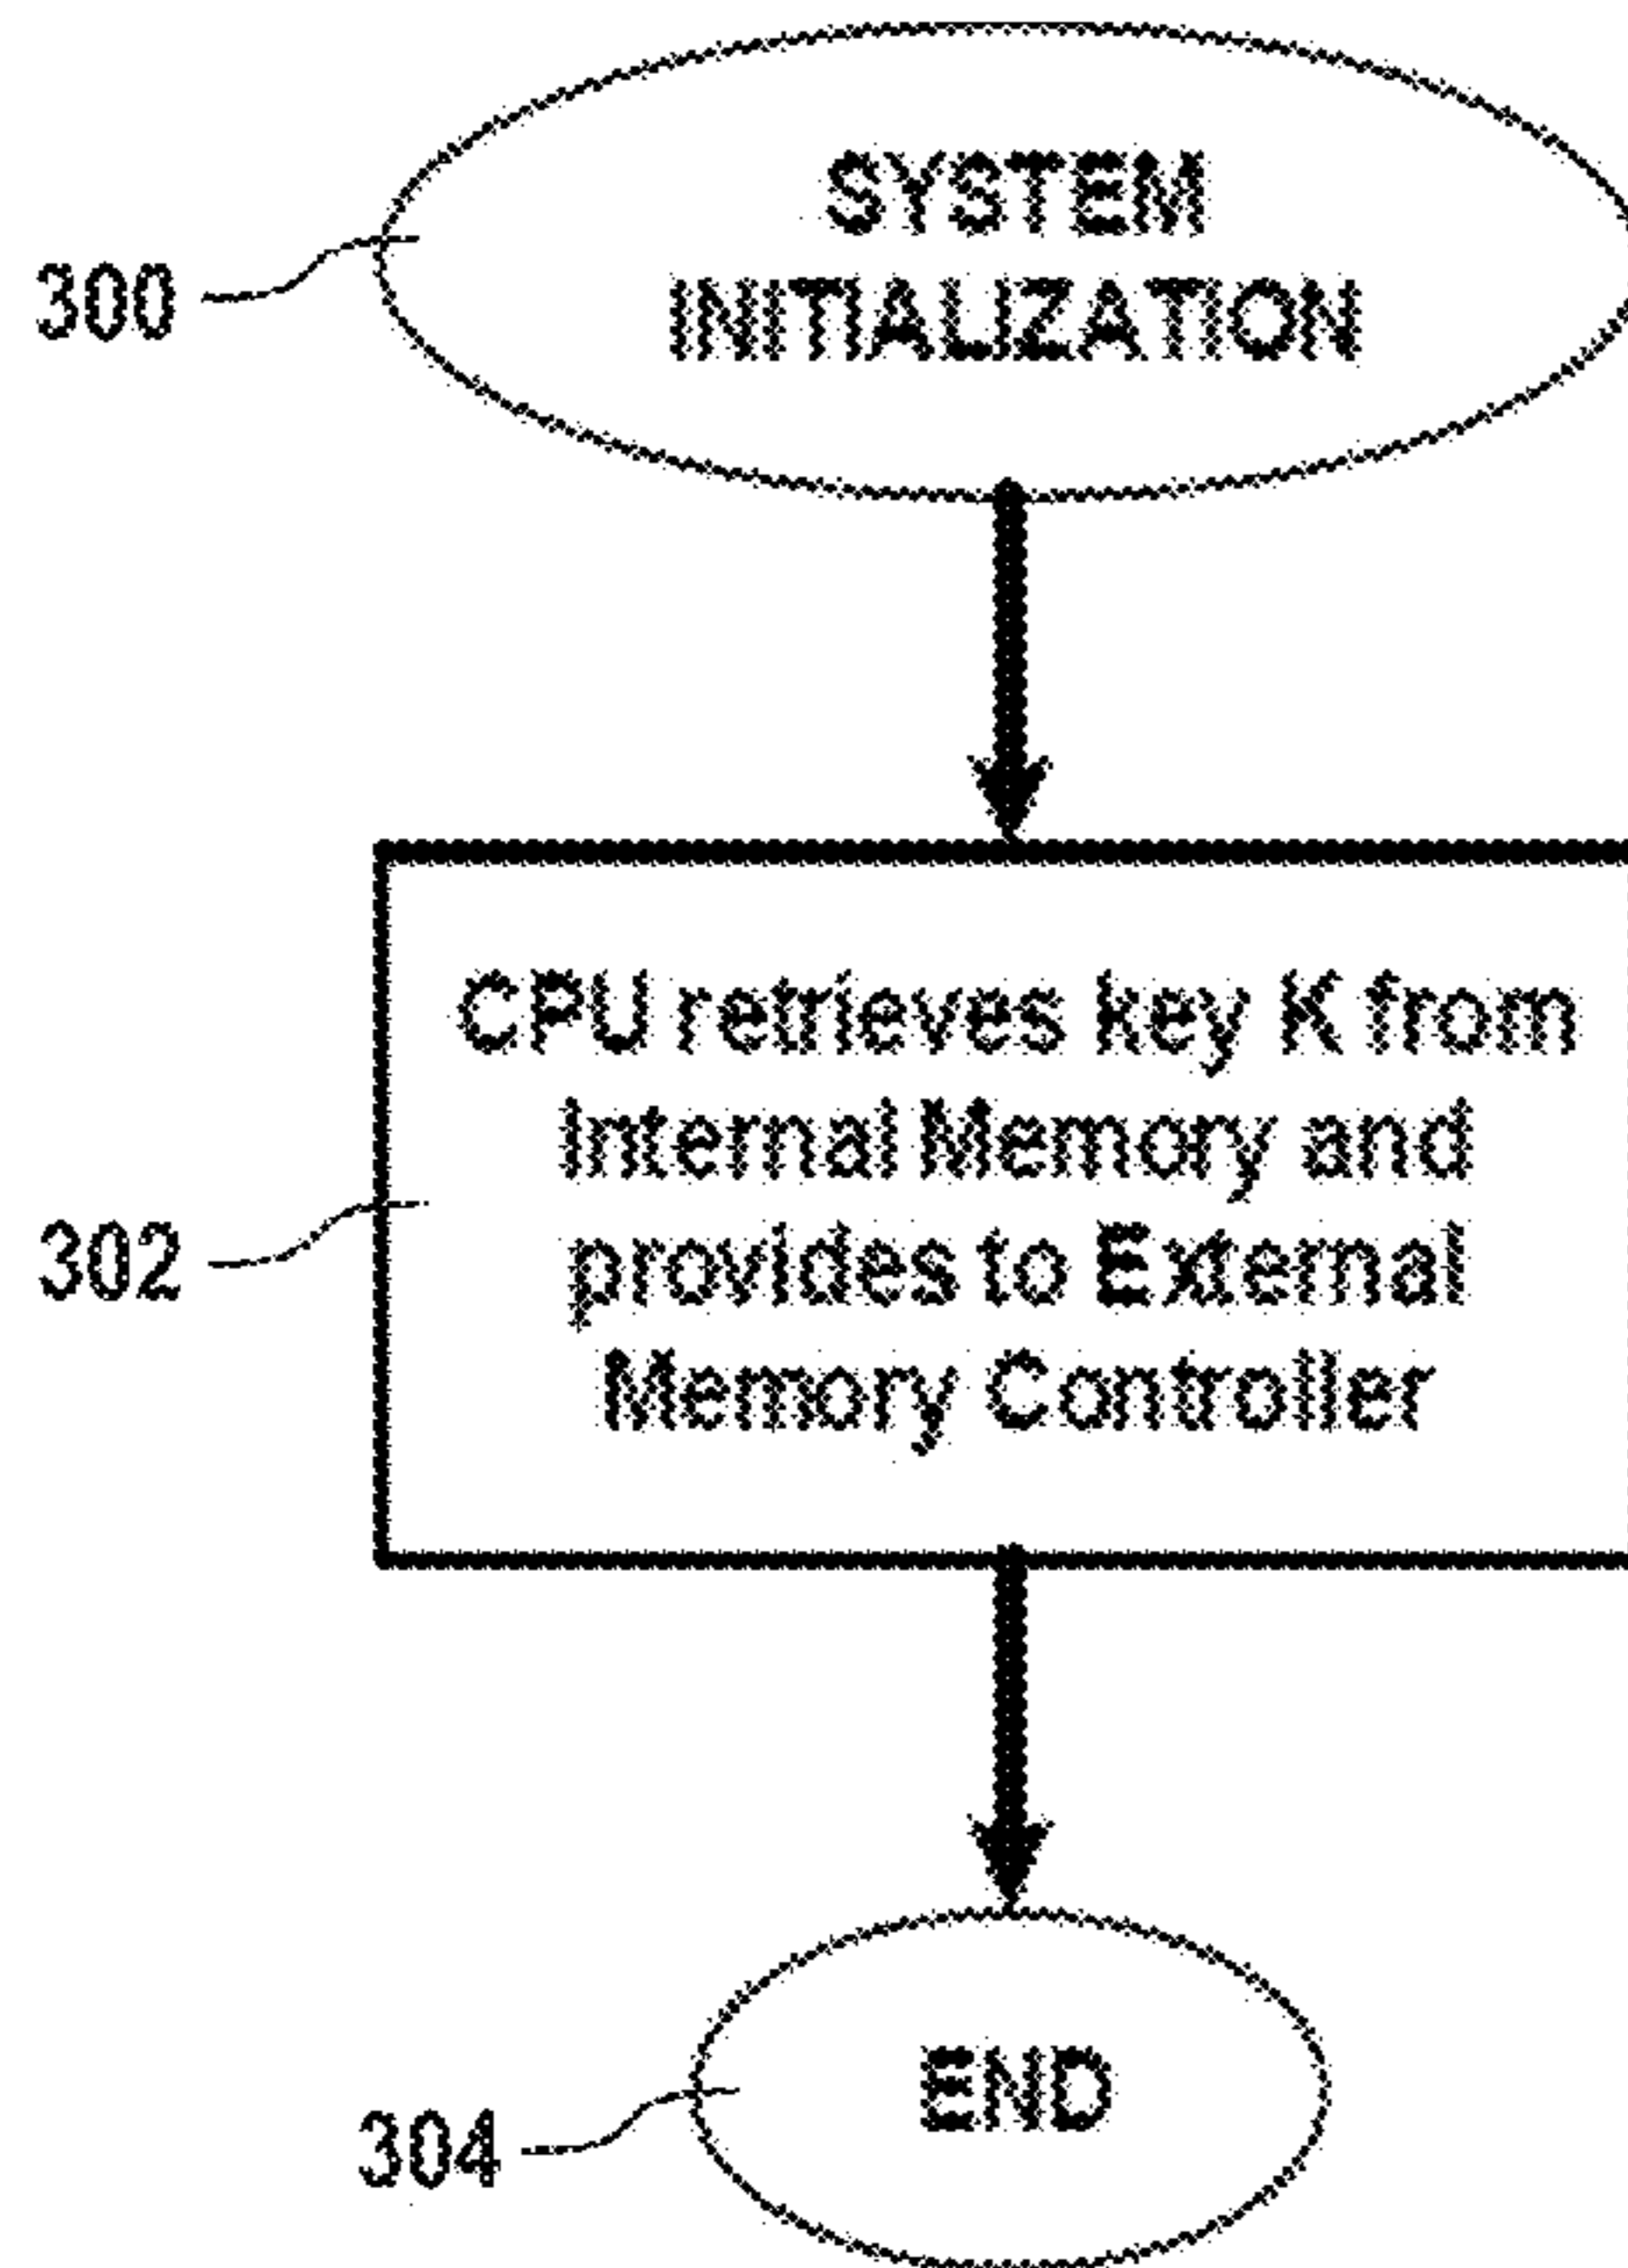 SYSTEM
INITIALIZATION
300
CPU retrieves key K from
Internal Memory and
provides to External
Memory Controller
302
END
304